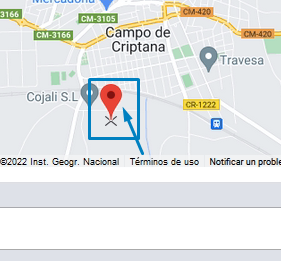 Mercadona
CM-3105
CM-420
CM-3166
Campo de
Criptana
CM-420
CM-3166
Travesa
Cojali S.L
CR-1222
©2022 Inst. Geogr. Nacional Términos de uso Notificar un proble